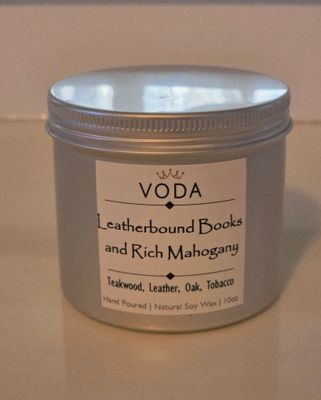 VODA
Leatherbound Books
and Rich Mahogany
Teakwood, Leather, Oak, Tobacco
Hand Poured | Natural Soy Wax | 10oz